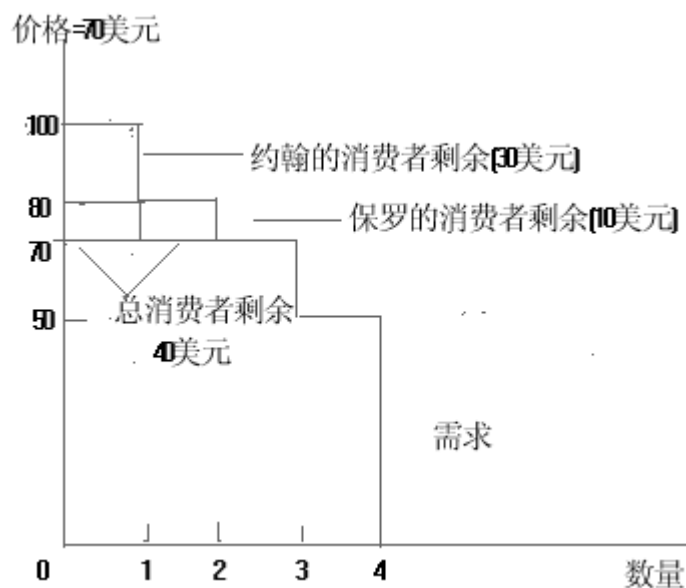 价格=70美元
100
约翰的消费者剩余(30美元)
80
保罗的消费者剩余(10美元)
70
总消费者剩余
50
40美元
需求
0 1 2 3 4 数量